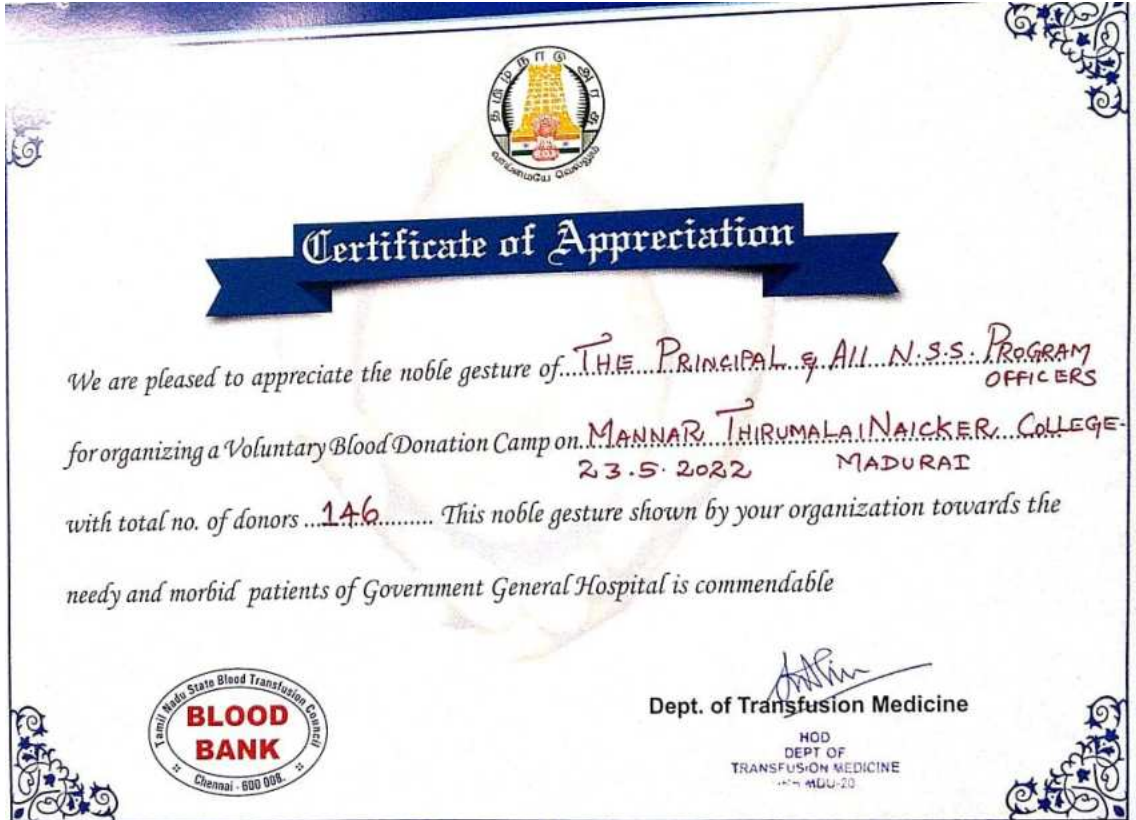 தமிழ்நாடு அரசு
வாய்மையே வெல்லும்
Certificate of Appreciation
We are pleased to appreciate the noble gesture of....THE PRINCIPAL & All N.S.S. PROGRAM
OFFICERS
for organizing a Voluntary Blood Donation Camp on..MANNAR THIRUMALAI NAICKER COLLEGE-
23.5.2022 MADURAI
with total no. of donors ....146......... This noble gesture shown by your organization towards the
needy and morbid patients of Government General Hospital is commendable
Tamil Nadu State Blood Transfusion Council
BLOOD
BANK
Chennai - 600 008.
Dept. of Transfusion Medicine
HOD
DEPT OF
TRANSFUSION MEDICINE
MDU-20